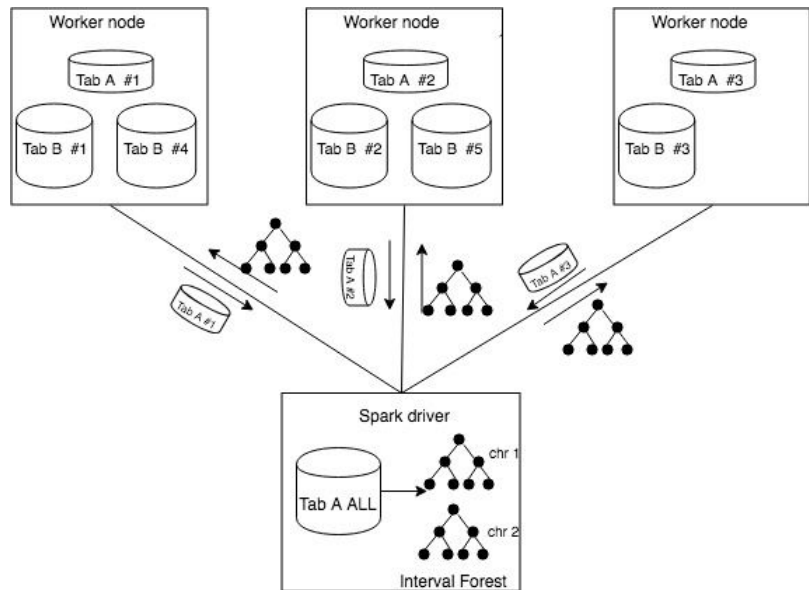 Worker node
Tab A #1
Tab B #1
Tab B #4
Worker node
Tab A #2
Tab B #2
Tab B #5
Worker node
Tab A #3
Tab B #3
Tab A #1
Tab A #2
Tab A #3
Spark driver
Tab A ALL
chr 1
chr 2
Interval Forest